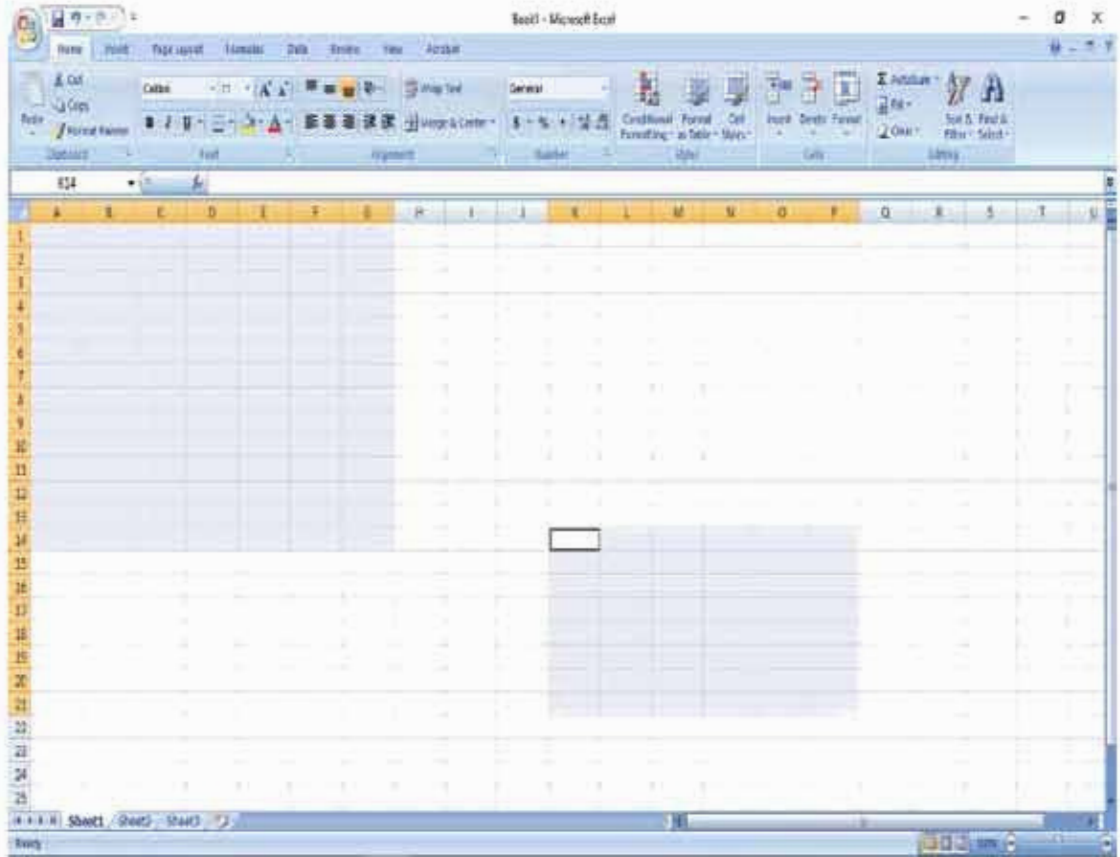 Book1 - Microsoft Excel
Home Insert Page Layout Formulas Data Review View Acrobat
Cut
Copy
Paste
Format Painter
Calibri
Wrap Text
Merge & Center
General
Conditional Formatting
Format as Table
Cell Styles
Insert Delete Format
AutoSum
Fill
Clear
Sort & Filter
Find & Select
Clipboard Font Alignment Number Styles Cells Editing
K14
A B C D E F G H I J K L M N O P Q R S T U
1
2
3
4
5
6
7
8
9
10
11
12
13
14
15
16
17
18
19
20
21
22
23
24
25
Sheet1 Sheet2 Sheet3
Ready